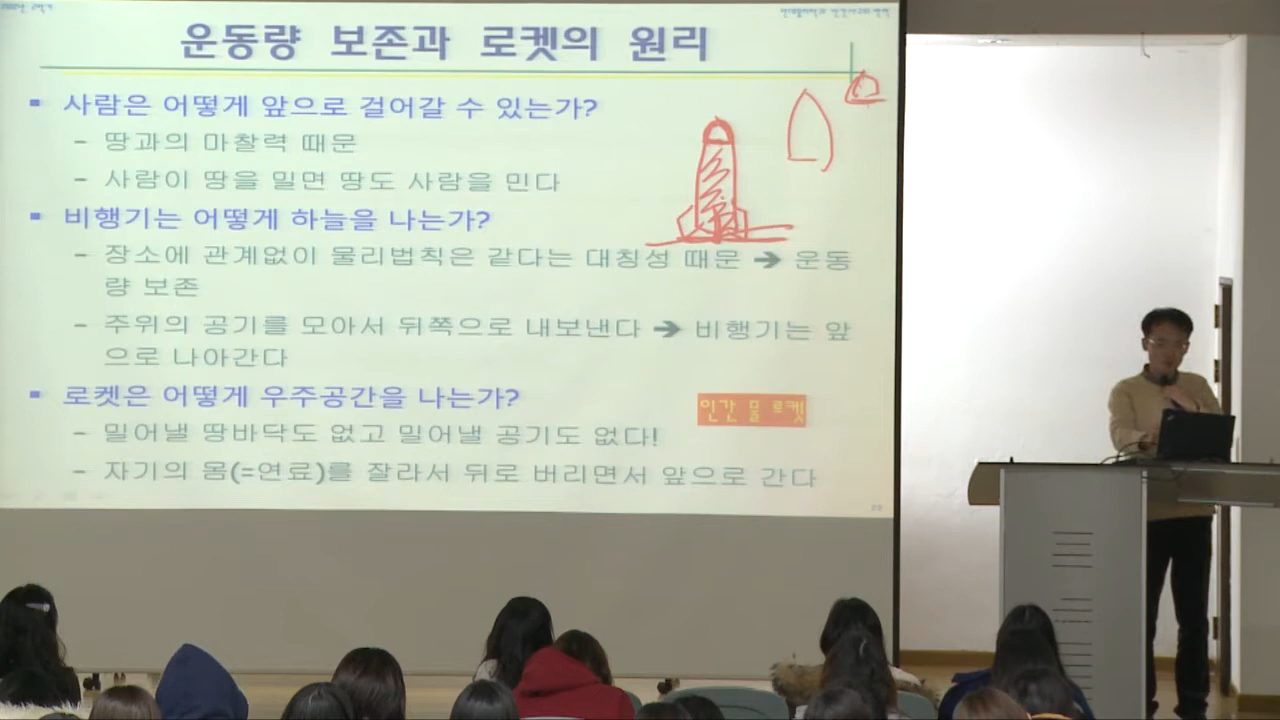 운동량 보존과 로켓의 원리
▪ 사람은 어떻게 앞으로 걸어갈 수 있는가?
– 땅과의 마찰력 때문
– 사람이 땅을 밀면 땅도 사람을 민다
▪ 비행기는 어떻게 하늘을 나는가?
– 장소에 관계없이 물리법칙은 같다는 대칭성 때문 ➔ 운동
량 보존
– 주위의 공기를 모아서 뒤쪽으로 내보낸다 ➔ 비행기는 앞
으로 나아간다
▪ 로켓은 어떻게 우주공간을 나는가?
인간 물 로켓
– 밀어낼 땅바닥도 없고 밀어낼 공기도 없다!
– 자기의 몸(=연료)를 잘라서 뒤로 버리면서 앞으로 간다